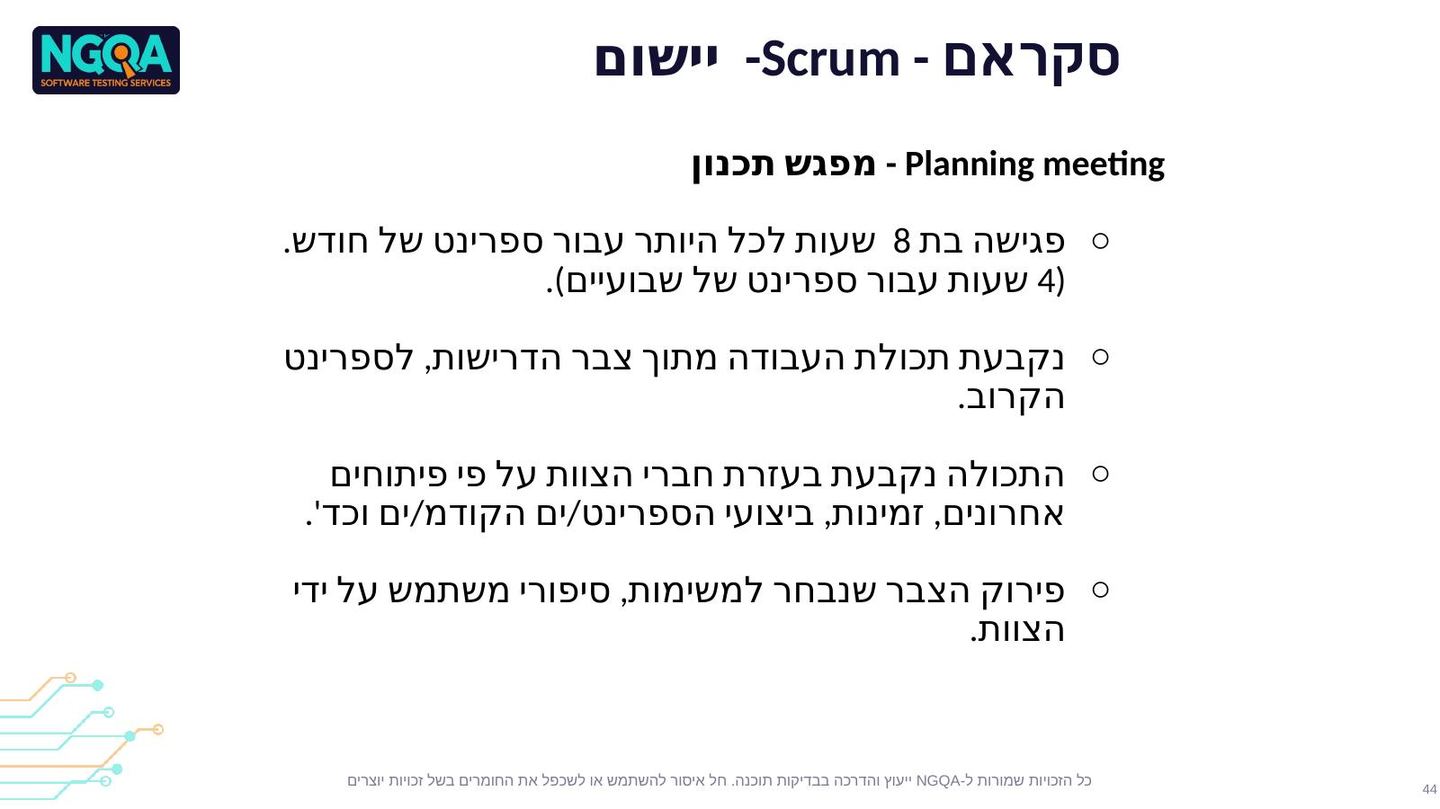 NGQA
SOFTWARE TESTING SERVICES
סקראם - Scrum- יישום
Planning meeting - מפגש תכנון
○ פגישה בת 8 שעות לכל היותר עבור ספרינט של חודש.
(4 שעות עבור ספרינט של שבועיים).
○ נקבעת תכולת העבודה מתוך צבר הדרישות, לספרינט
הקרוב.
○ התכולה נקבעת בעזרת חברי הצוות על פי פיתוחים
אחרונים, זמינות, ביצועי הספרינט/ים הקודמ/ים וכד'.
○ פירוק הצבר שנבחר למשימות, סיפורי משתמש על ידי
הצוות.
כל הזכויות שמורות ל-NGQA ייעוץ והדרכה בבדיקות תוכנה. חל איסור להשתמש או לשכפל את החומרים בשל זכויות יוצרים
44